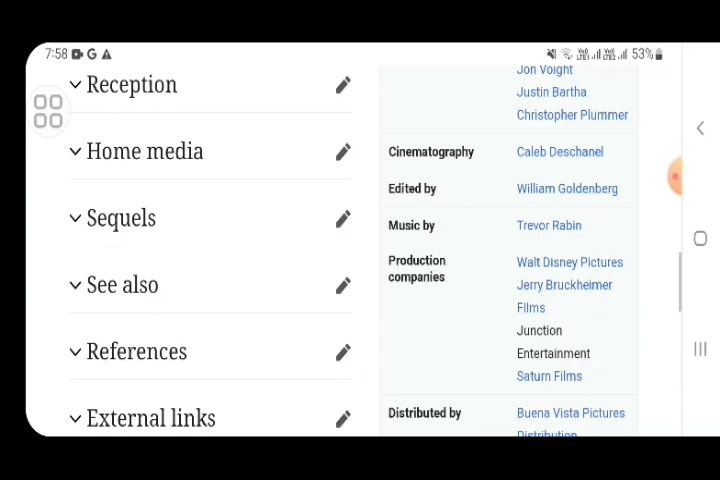 7:58 G 53%
Reception
Home media
Sequels
See also
References
External links
Jon Voight
Justin Bartha
Christopher Plummer
Cinematography Caleb Deschanel
Edited by William Goldenberg
Music by Trevor Rabin
Production companies
Walt Disney Pictures
Jerry Bruckheimer
Films
Junction
Entertainment
Saturn Films
Distributed by Buena Vista Pictures
Distribution